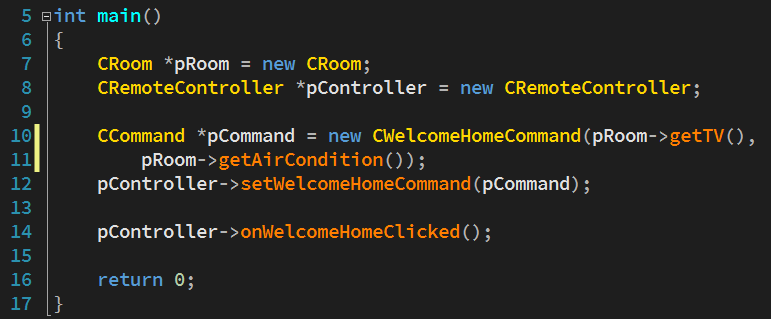 5 int main()
6 {
7 CRoom *pRoom = new CRoom;
8 CRemoteController *pController = new CRemoteController;
9
10 CCommand *pCommand = new CWelcomeHomeCommand(pRoom->getTV(),
11 pRoom->getAirCondition());
12 pController->setWelcomeHomeCommand(pCommand);
13
14 pController->onWelcomeHomeClicked();
15
16 return 0;
17 }